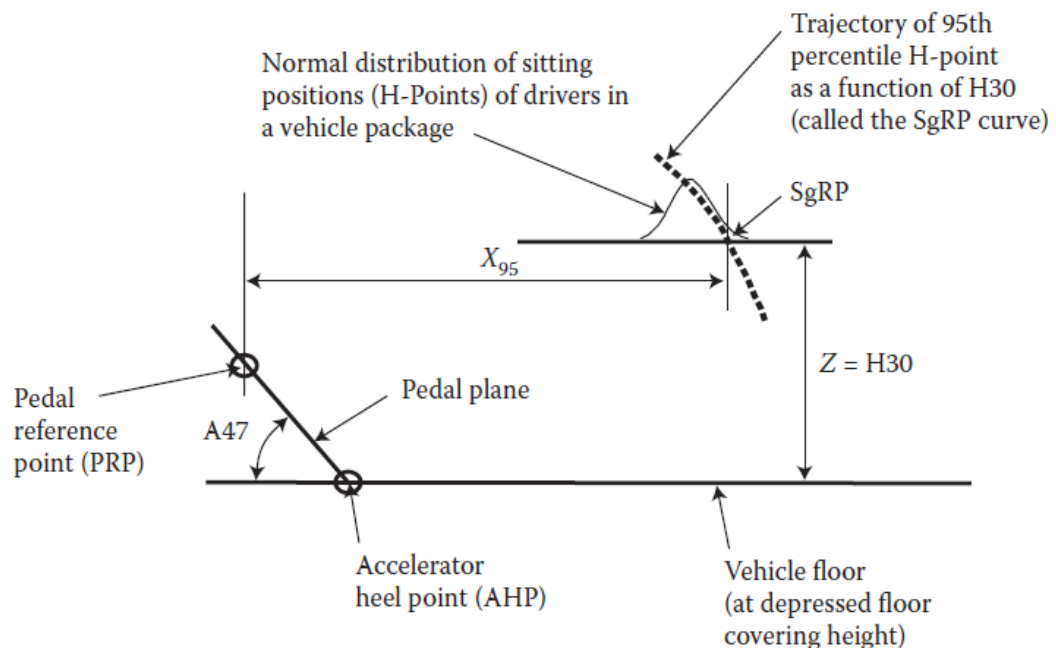 Trajectory of 95th
percentile H-point
as a function of H30
(called the SgRP curve)
Normal distribution of sitting
positions (H-Points) of drivers in
a vehicle package
SgRP
X95
Z = H30
Pedal
reference
point (PRP)
A47
Pedal plane
Accelerator
heel point (AHP)
Vehicle floor
(at depressed floor
covering height)